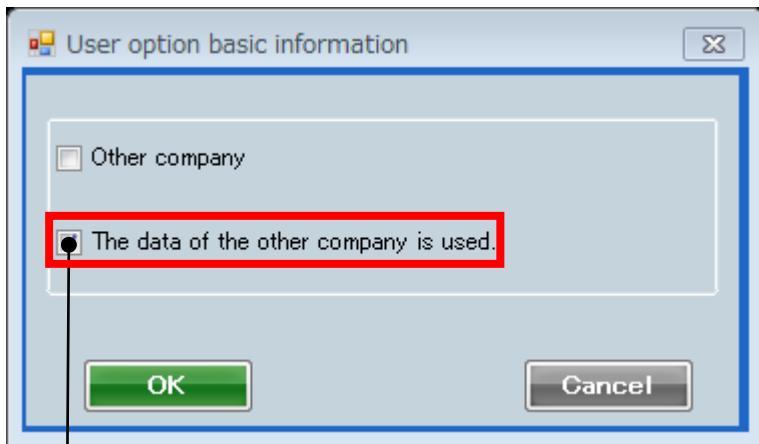 User option basic information
Other company
The data of the other company is used.
OK
Cancel